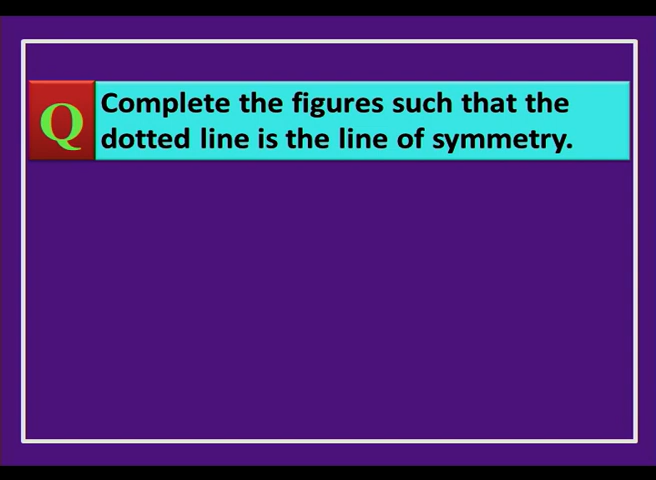 Q
Complete the figures such that the
dotted line is the line of symmetry.